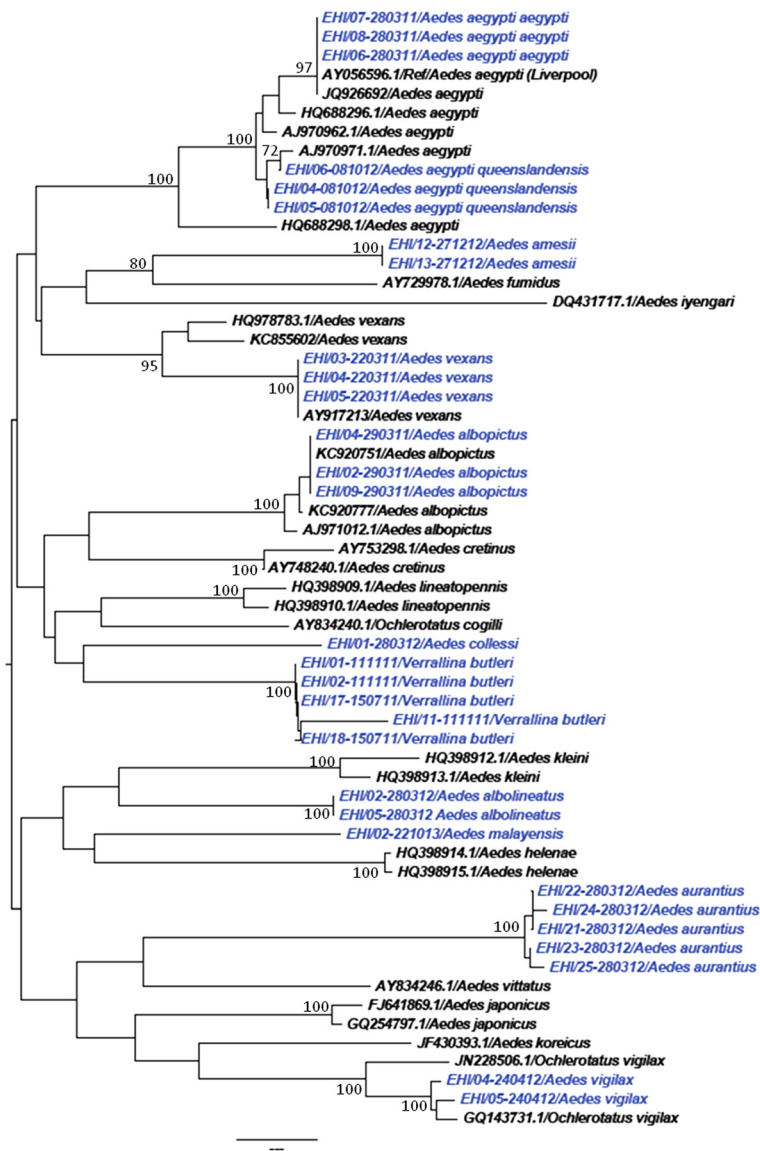 EHI/07-280311/Aedes aegypti aegypti
EHI/08-280311/Aedes aegypti aegypti
EHI/06-280311/Aedes aegypti aegypti
97
AY056596.1/Ref/Aedes aegypti (Liverpool)
JQ926692/Aedes aegypti
HQ688296.1/Aedes aegypti
100
AJ970962.1/Aedes aegypti
72
AJ970971.1/Aedes aegypti
EHI/06-081012/Aedes aegypti queenslandensis
100
EHI/04-081012/Aedes aegypti queenslandensis
EHI/05-081012/Aedes aegypti queenslandensis
HQ688298.1/Aedes aegypti
100
EHI/12-271212/Aedes amesii
80
EHI/13-271212/Aedes amesii
AY729978.1/Aedes fumidus
DQ431717.1/Aedes iyengari
HQ978783.1/Aedes vexans
KC855602/Aedes vexans
95
EHI/03-220311/Aedes vexans
EHI/04-220311/Aedes vexans
100
EHI/05-220311/Aedes vexans
AY917213/Aedes vexans
EHI/04-290311/Aedes albopictus
KC920751/Aedes albopictus
EHI/02-290311/Aedes albopictus
EHI/09-290311/Aedes albopictus
100
KC920777/Aedes albopictus
AJ971012.1/Aedes albopictus
AY753298.1/Aedes cretinus
100
AY748240.1/Aedes cretinus
100
HQ398909.1/Aedes lineatopennis
HQ398910.1/Aedes lineatopennis
AY834240.1/Ochlerotatus cogilli
EHI/01-280312/Aedes collessi
EHI/01-111111/Verrallina butleri
EHI/02-111111/Verrallina butleri
100
EHI/17-150711/Verrallina butleri
EHI/11-111111/Verrallina butleri
EHI/18-150711/Verrallina butleri
100
HQ398912.1/Aedes kleini
HQ398913.1/Aedes kleini
EHI/02-280312/Aedes albolineatus
100
EHI/05-280312 Aedes albolineatus
EHI/02-221013/Aedes malayensis
HQ398914.1/Aedes helenae
100
HQ398915.1/Aedes helenae
EHI/22-280312/Aedes aurantius
EHI/24-280312/Aedes aurantius
100
EHI/21-280312/Aedes aurantius
EHI/23-280312/Aedes aurantius
EHI/25-280312/Aedes aurantius
AY834246.1/Aedes vittatus
100
FJ641869.1/Aedes japonicus
GQ254797.1/Aedes japonicus
JF430393.1/Aedes koreicus
JN228506.1/Ochlerotatus vigilax
100
EHI/04-240412/Aedes vigilax
100
EHI/05-240412/Aedes vigilax
GQ143731.1/Ochlerotatus vigilax